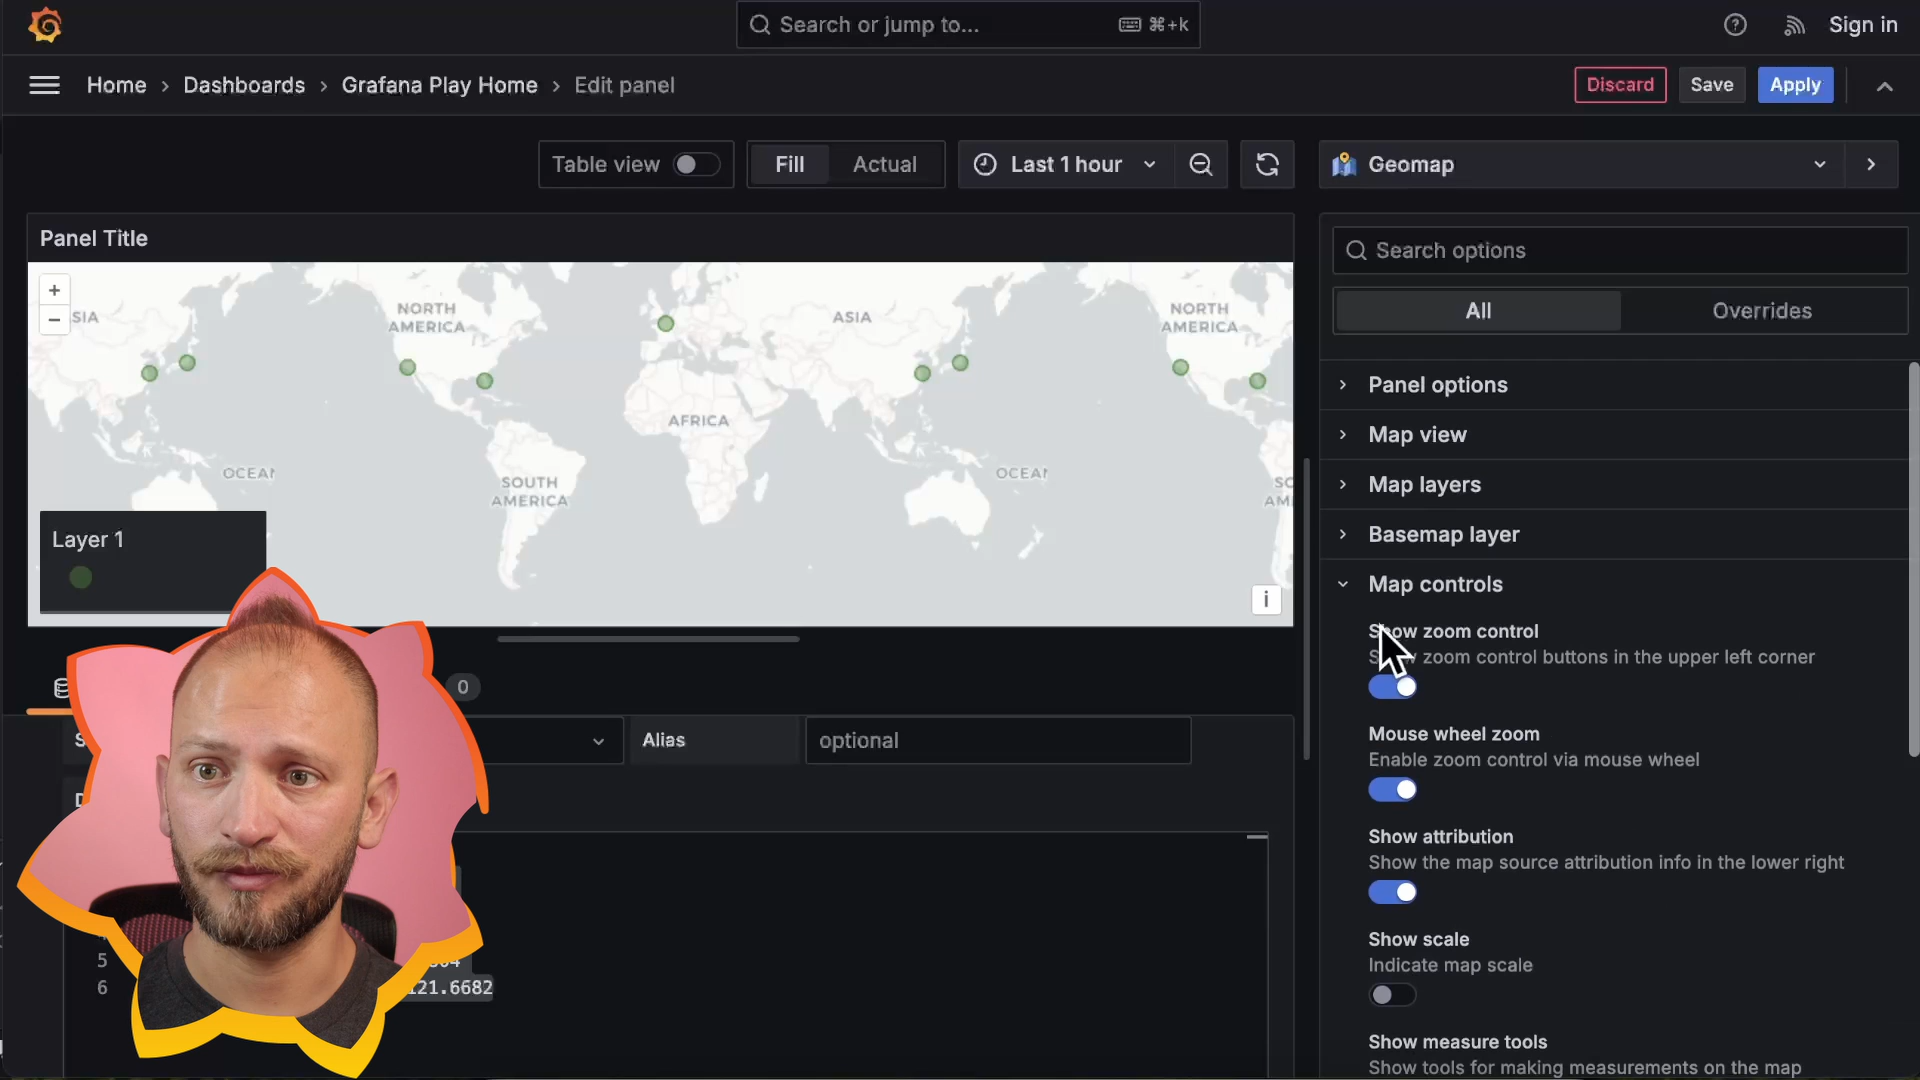 Search or jump to...
⌘+k
Sign in
Home › Dashboards › Grafana Play Home › Edit panel
Discard
Save
Apply
Table view
Fill
Actual
Last 1 hour
Geomap
Panel Title
Search options
All
Overrides
+
−
SIA
NORTH
AMERICA
ASIA
NORTH
AMERICA
AFRICA
OCEAN
SOUTH
AMERICA
OCEAN
Layer 1
i
Panel options
Map view
Map layers
Basemap layer
Map controls
Show zoom control
Show zoom control buttons in the upper left corner
Mouse wheel zoom
Enable zoom control via mouse wheel
Show attribution
Show the map source attribution info in the lower right
Show scale
Indicate map scale
Show measure tools
Show tools for making measurements on the map
0
Alias
optional
5
6
121.6682